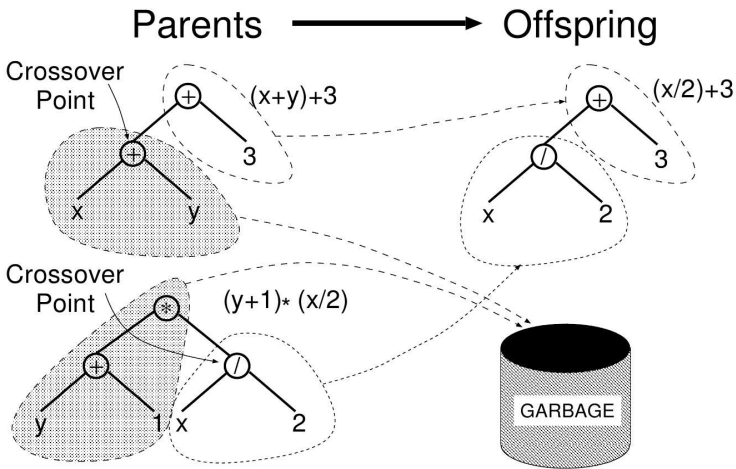 Parents
Offspring
Crossover
Point
(x+y)+3
(x/2)+3
+
+
3
x
y
+
/
3
x
2
Crossover
Point
(y+1)* (x/2)
*
+
/
y
1
x
2
GARBAGE